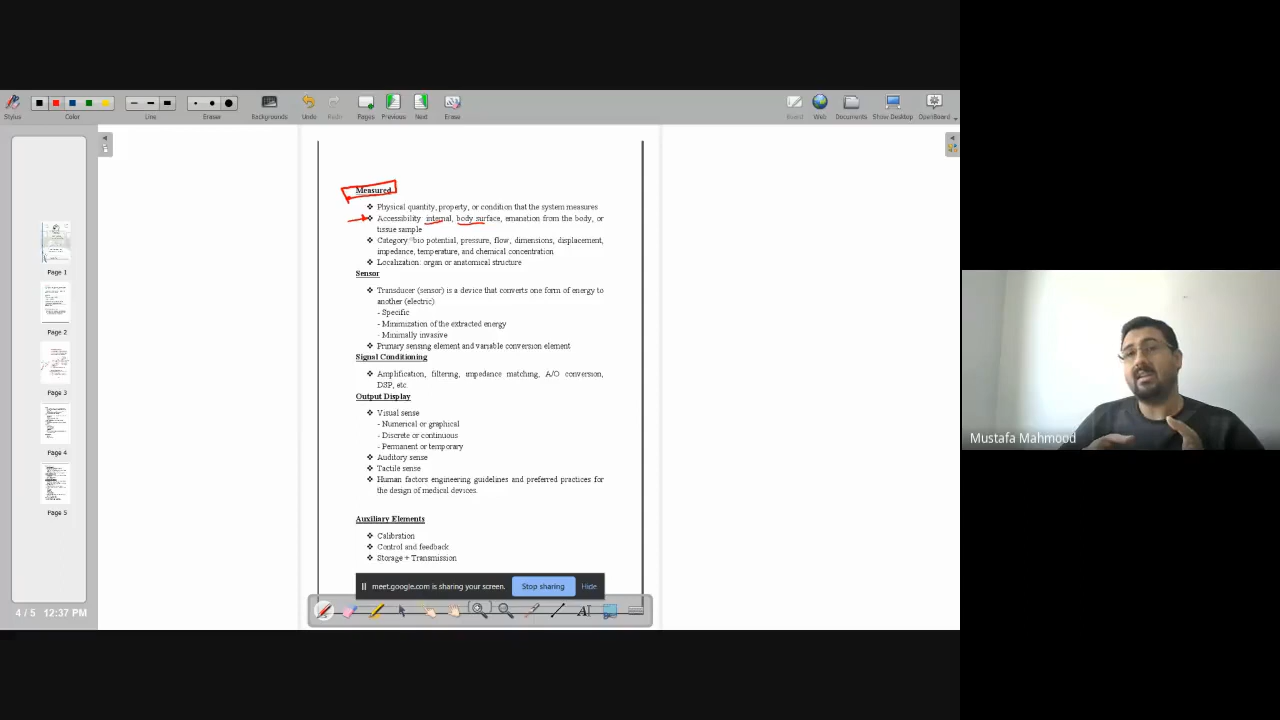 Stylus
Color
Line
Eraser
Backgrounds
Undo
Redo
Pages
Previous
Next
Erase
Board
Web
Documents
Show Desktop
OpenBoard
Measured
❖ Physical quantity, property, or condition that the system measures
❖ Accessibility internal, body surface, emanation from the body, or
tissue sample
❖ Category: bio potential, pressure, flow, dimensions, displacement,
impedance, temperature, and chemical concentration
❖ Localization: organ or anatomical structure
Sensor
❖ Transducer (sensor) is a device that converts one form of energy to
another (electric)
- Specific
- Minimization of the extracted energy
- Minimally invasive
❖ Primary sensing element and variable conversion element
Signal Conditioning
❖ Amplification, filtering, impedance matching, A/O conversion,
DSP, etc.
Output Display
❖ Visual sense
- Numerical or graphical
- Discrete or continuous
- Permanent or temporary
❖ Auditory sense
❖ Tactile sense
❖ Human factors engineering guidelines and preferred practices for
the design of medical devices.
Auxiliary Elements
❖ Calibration
❖ Control and feedback
❖ Storage + Transmission
meet.google.com is sharing your screen.
Stop sharing
Hide
Page 1
Page 2
Page 3
Page 4
Page 5
4 / 5 12:37 PM
Mustafa Mahmood